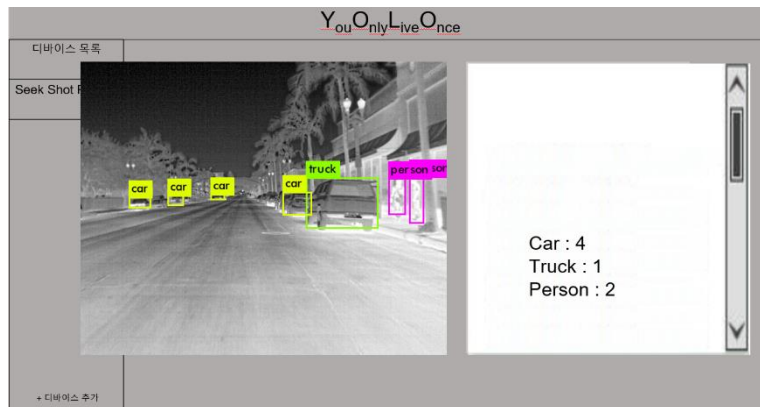 YouOnlyLiveOnce
디바이스 목록
Seek Shot
car
car
car
car
truck
person
Car : 4
Truck : 1
Person : 2
+ 디바이스 추가